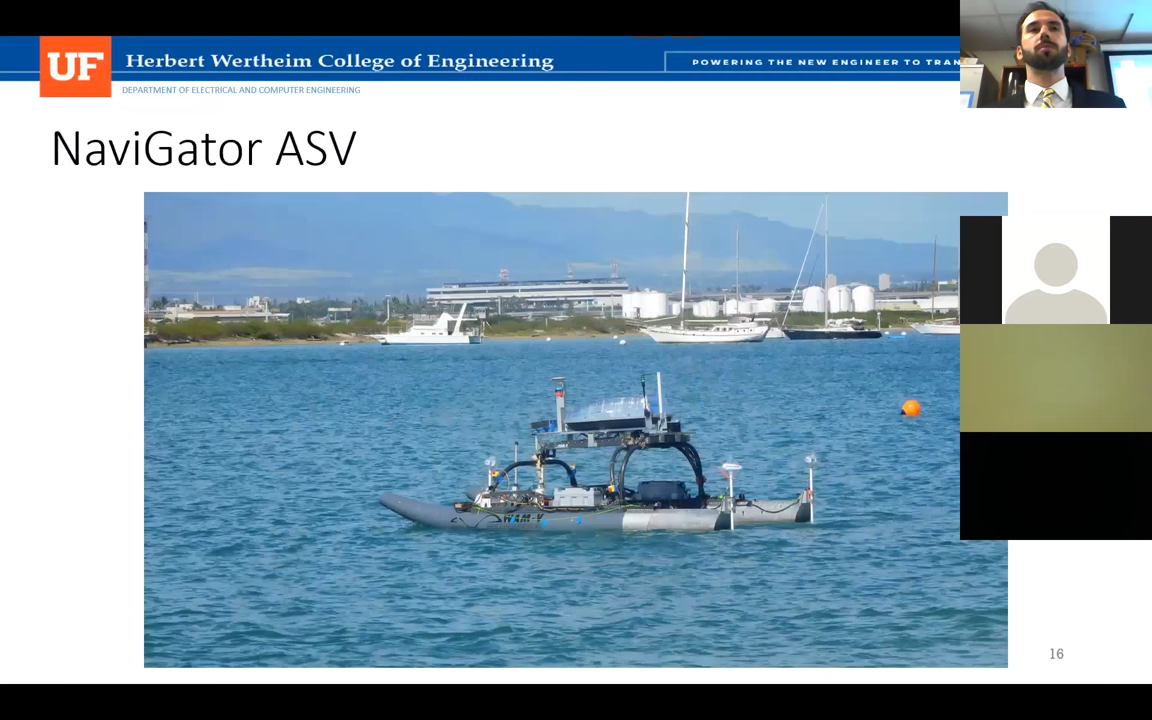 UF
Herbert Wertheim College of Engineering
POWERING THE NEW ENGINEER TO TRAN
DEPARTMENT OF ELECTRICAL AND COMPUTER ENGINEERING
NaviGator ASV
WAM-V
16